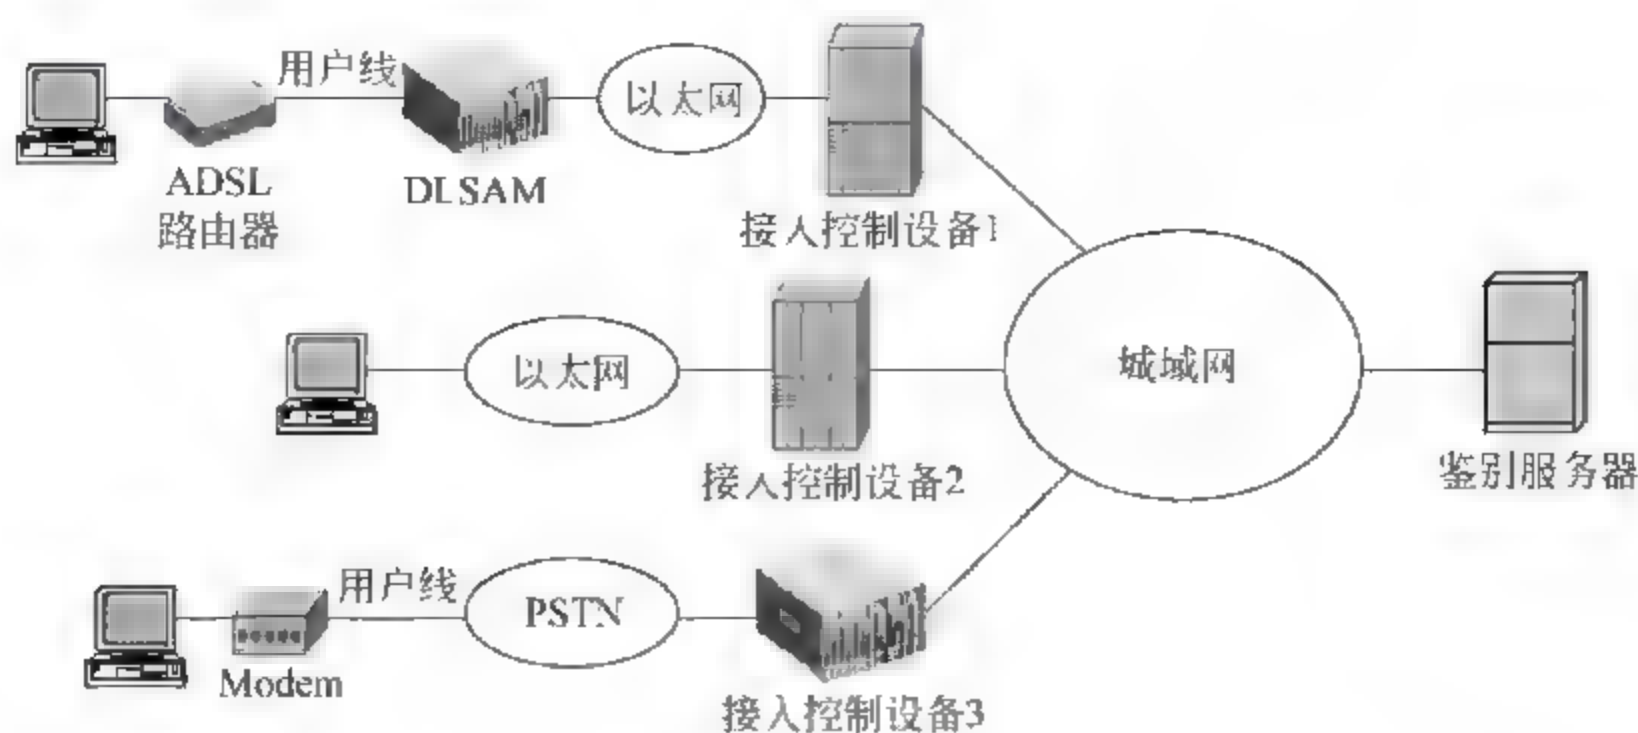 用户线
以太网
ADSL
路由器
DLSAM
接入控制设备1
以太网
接入控制设备2
城域网
鉴别服务器
用户线
PSTN
Modem
接入控制设备3